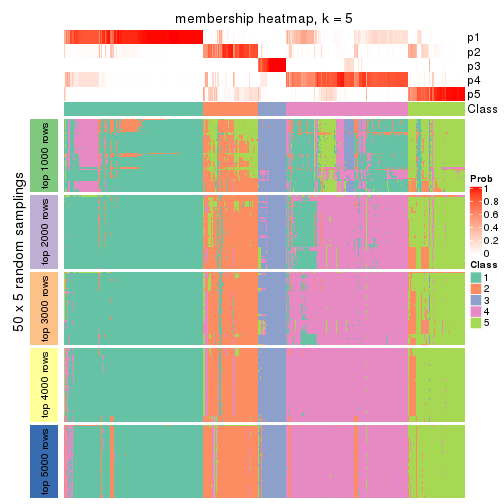 membership heatmap, k = 5
p1
p2
p3
p4
p5
Class
50 x 5 random samplings
top 1000 rows
top 2000 rows
top 3000 rows
top 4000 rows
top 5000 rows
Prob
1
0.8
0.6
0.4
0.2
0
Class
1
2
3
4
5